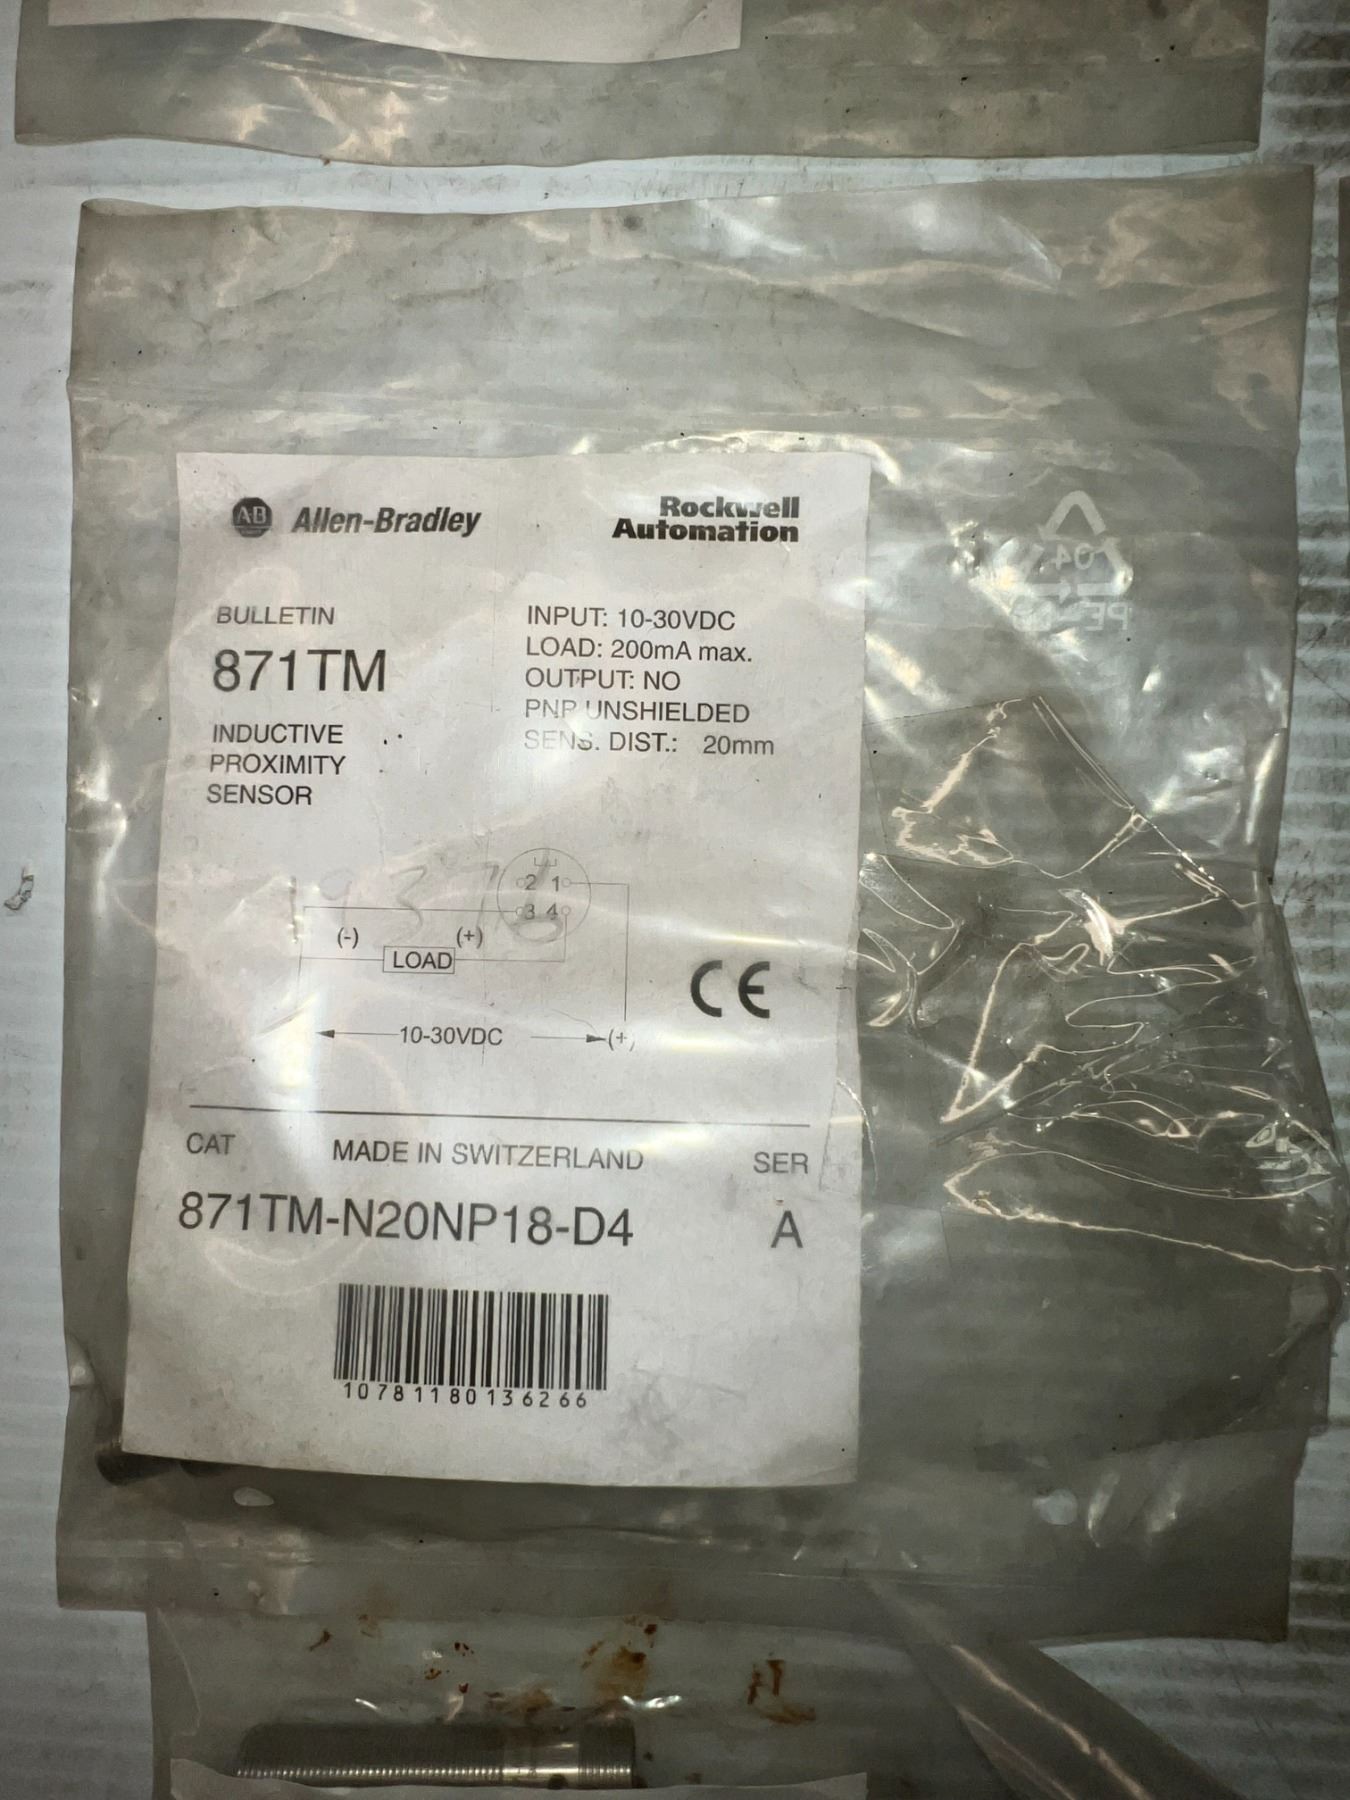 AB Allen-Bradley
Rockwell
Automation
BULLETIN
871TM
INDUCTIVE
PROXIMITY
SENSOR
INPUT: 10-30VDC
LOAD: 200mA max.
OUTPUT: NO
PNP UNSHIELDED
SENS. DIST.: 20mm
04
2 1
3 4
(-) (+)
LOAD
10-30VDC (+)
CE
CAT MADE IN SWITZERLAND SER
871TM-N20NP18-D4 A
10781180136266